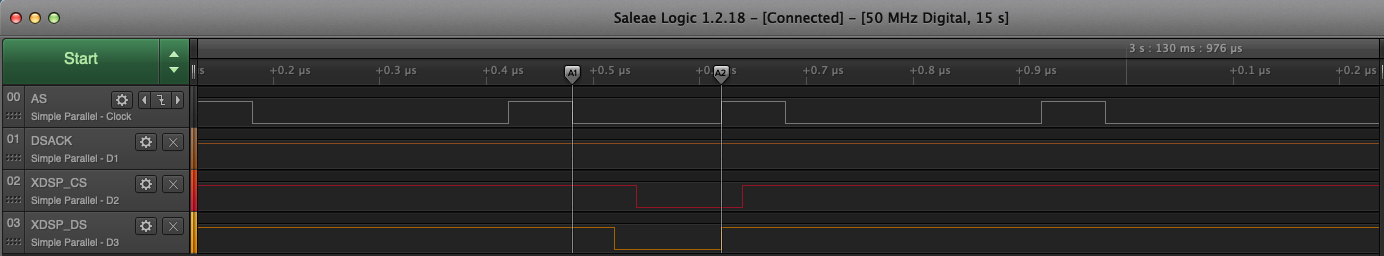 Saleae Logic 1.2.18 – [Connected] – [50 MHz Digital, 15 s]
Start
3 s : 130 ms : 976 µs
s +0.2 µs +0.3 µs +0.4 µs +0.5 µs +0. µs +0.7 µs +0.8 µs +0.9 µs +0.1 µs +0.2 µs
A1 A2
00 AS
Simple Parallel - Clock
01 DSACK
Simple Parallel - D1
02 XDSP_CS
Simple Parallel - D2
03 XDSP_DS
Simple Parallel - D3